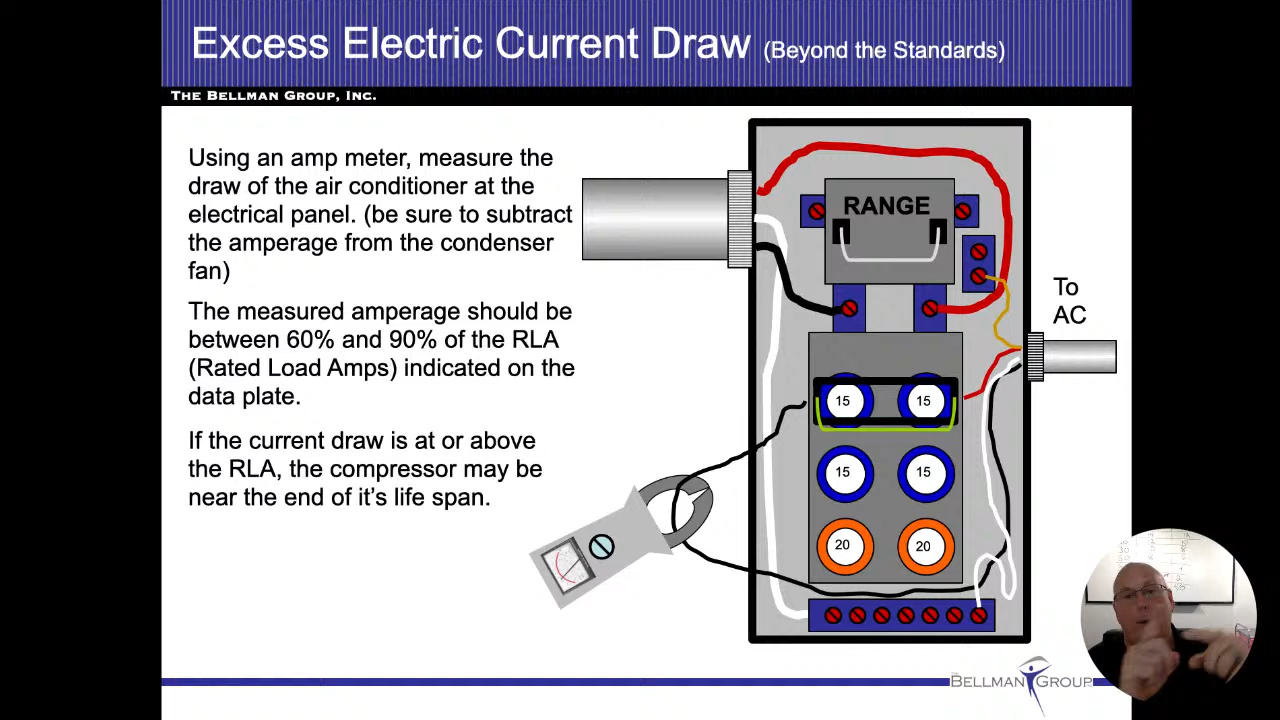 Excess Electric Current Draw (Beyond the Standards)
THE BELLMAN GROUP, INC.
Using an amp meter, measure the
draw of the air conditioner at the
electrical panel. (be sure to subtract
the amperage from the condenser
fan)
The measured amperage should be
between 60% and 90% of the RLA
(Rated Load Amps) indicated on the
data plate.
If the current draw is at or above
the RLA, the compressor may be
near the end of it's life span.
RANGE
To
AC
15 15
15 15
20 20
THE
BELLMAN GROUP